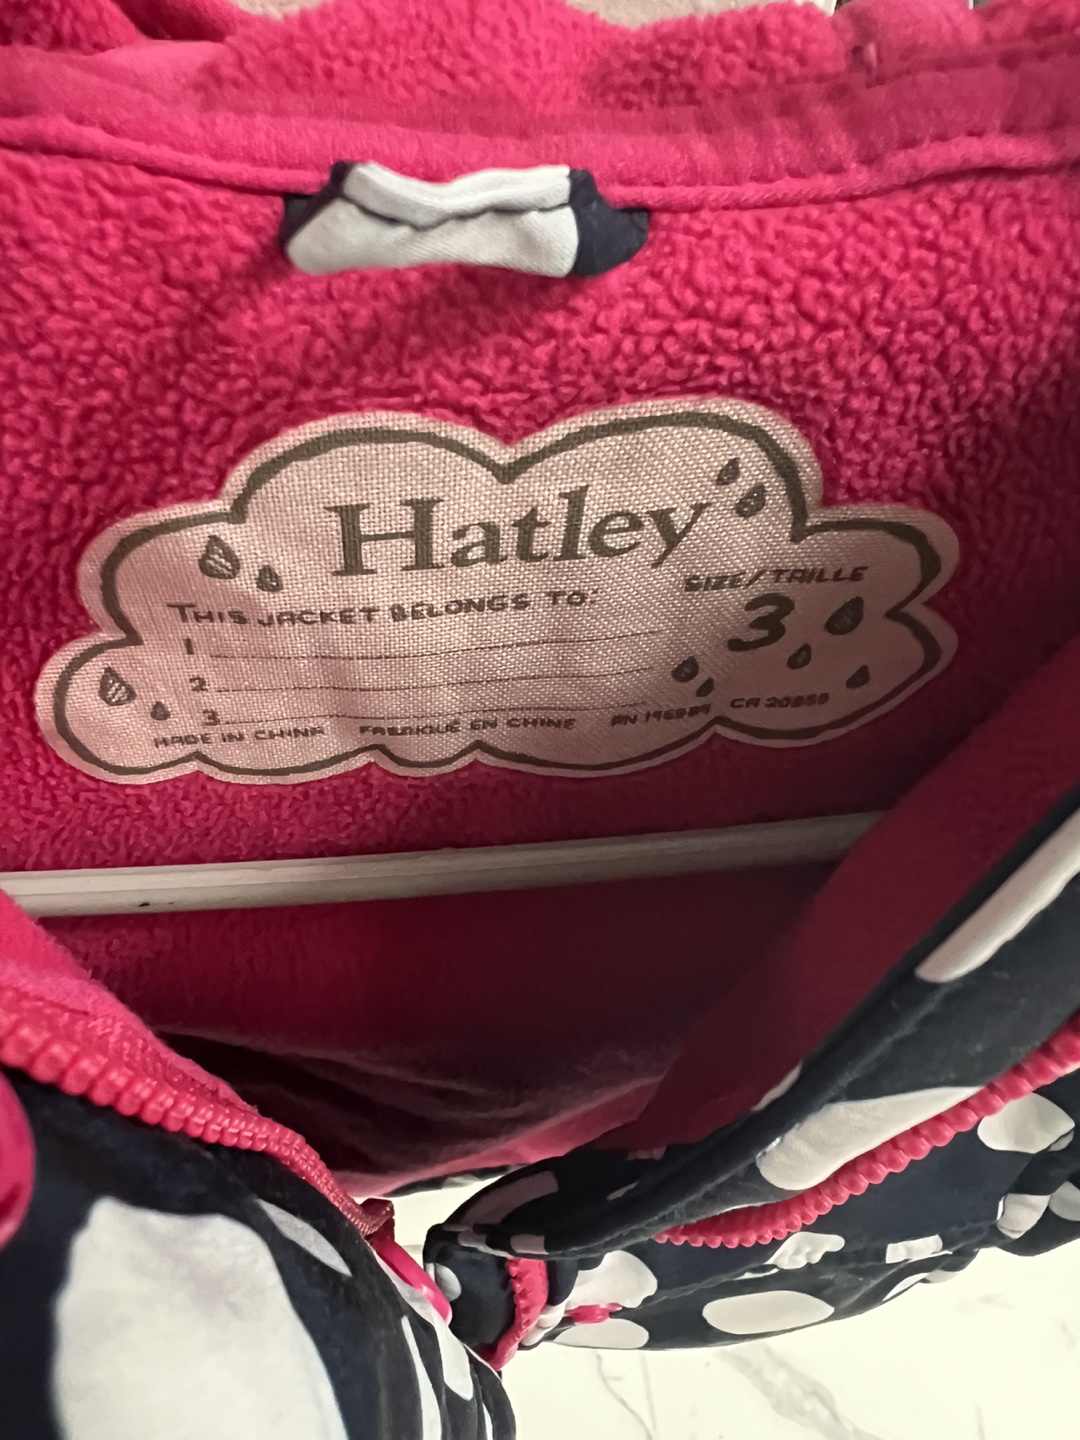 Hatley
SIZE/TAILLE
3
THIS JACKET BELONGS TO:
1
2
3
MADE IN CHINA FABRIQUÉ EN CHINE RN CA 20859